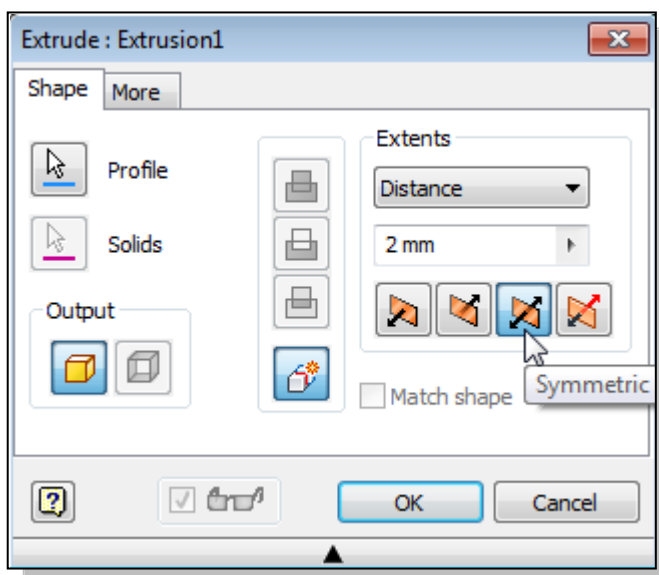 Extrude : Extrusion1
Shape More
Extents
Profile
Distance
Solids
2 mm
Output
Match shape
Symmetric
OK Cancel